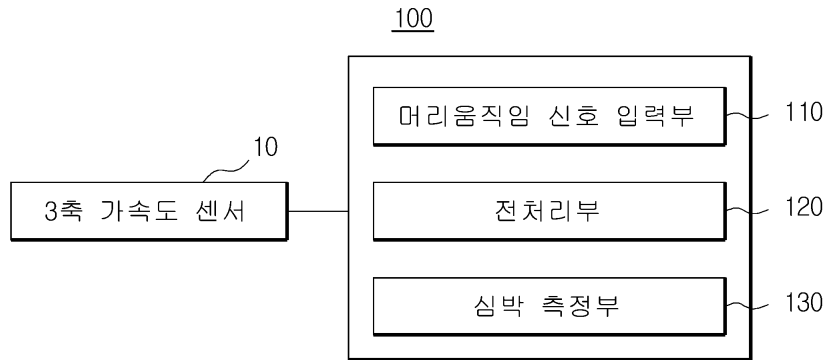 100
머리움직임 신호 입력부
110
10
3축 가속도 센서
전처리부
120
심박 측정부
130